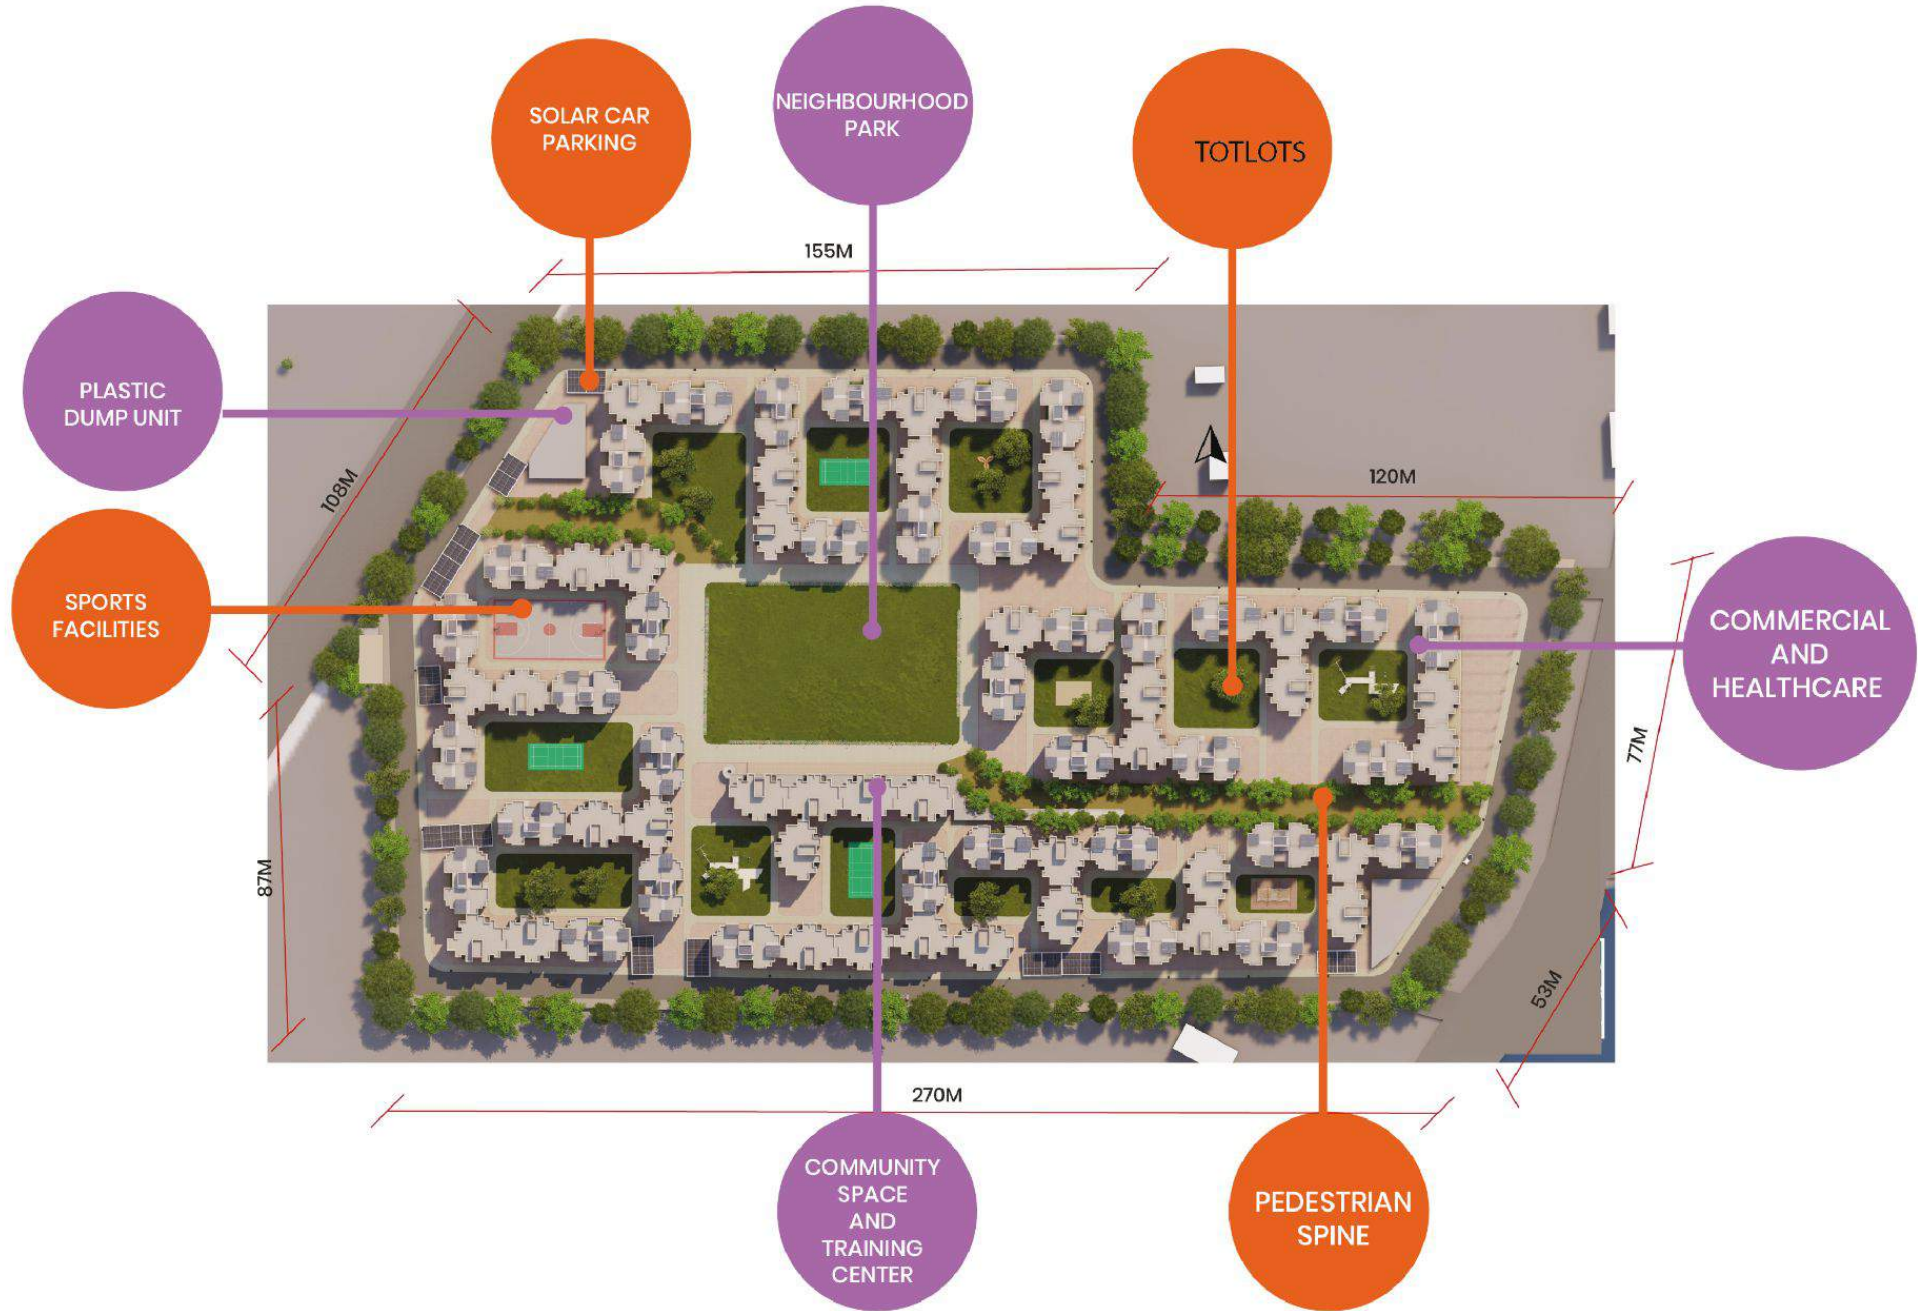 SOLAR CAR
PARKING
NEIGHBOURHOOD
PARK
TOTLOTS
155M
PLASTIC
DUMP UNIT
108M
120M
SPORTS
FACILITIES
COMMERCIAL
AND
HEALTHCARE
77M
87M
53M
270M
COMMUNITY
SPACE
AND
TRAINING
CENTER
PEDESTRIAN
SPINE